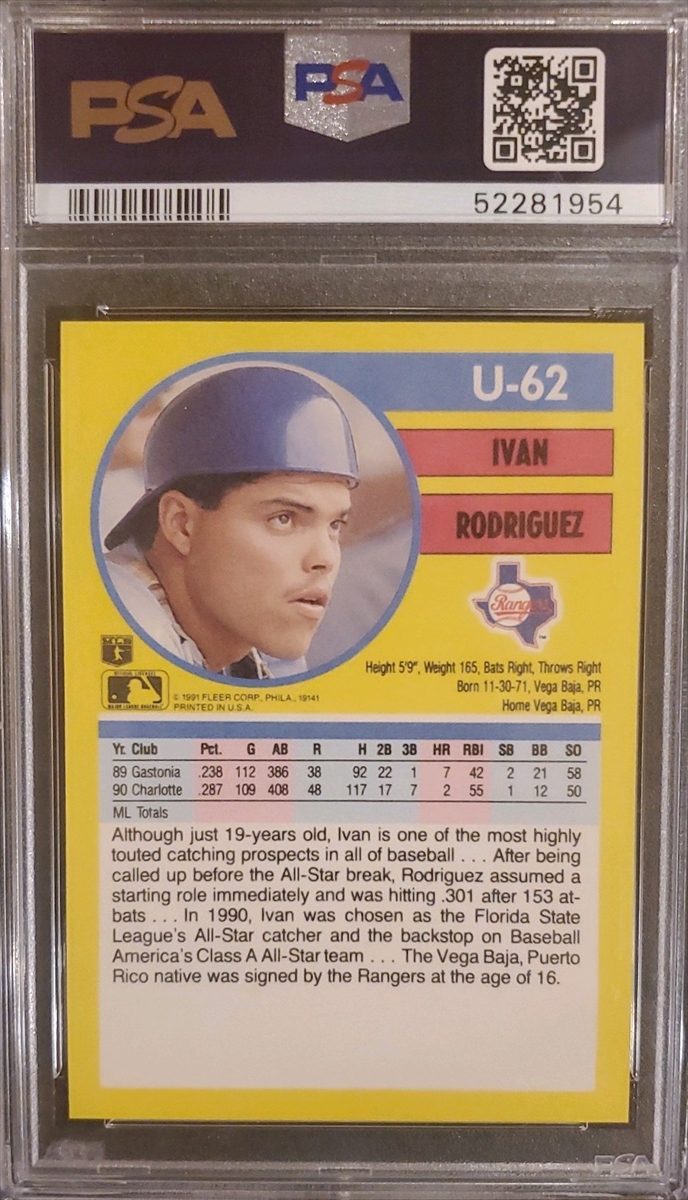 PSA
PSA
52281954
U-62
IVAN
RODRIGUEZ
Rangers
TM
Height 5'9", Weight 165, Bats Right, Throws Right
Born 11-30-71, Vega Baja, PR
Home Vega Baja, PR
MLB
MAJOR LEAGUE BASEBALL
© 1991 FLEER CORP., PHILA., 19141
PRINTED IN U.S.A.
Yr. Club Pct. G AB R H 2B 3B HR RBI SB BB SO
89 Gastonia .238 112 386 38 92 22 1 7 42 2 21 58
90 Charlotte .287 109 408 48 117 17 7 2 55 1 12 50
ML Totals
Although just 19-years old, Ivan is one of the most highly
touted catching prospects in all of baseball . . . After being
called up before the All-Star break, Rodriguez assumed a
starting role immediately and was hitting .301 after 153 at-
bats . . . In 1990, Ivan was chosen as the Florida State
League's All-Star catcher and the backstop on Baseball
America's Class A All-Star team . . . The Vega Baja, Puerto
Rico native was signed by the Rangers at the age of 16.
PSA